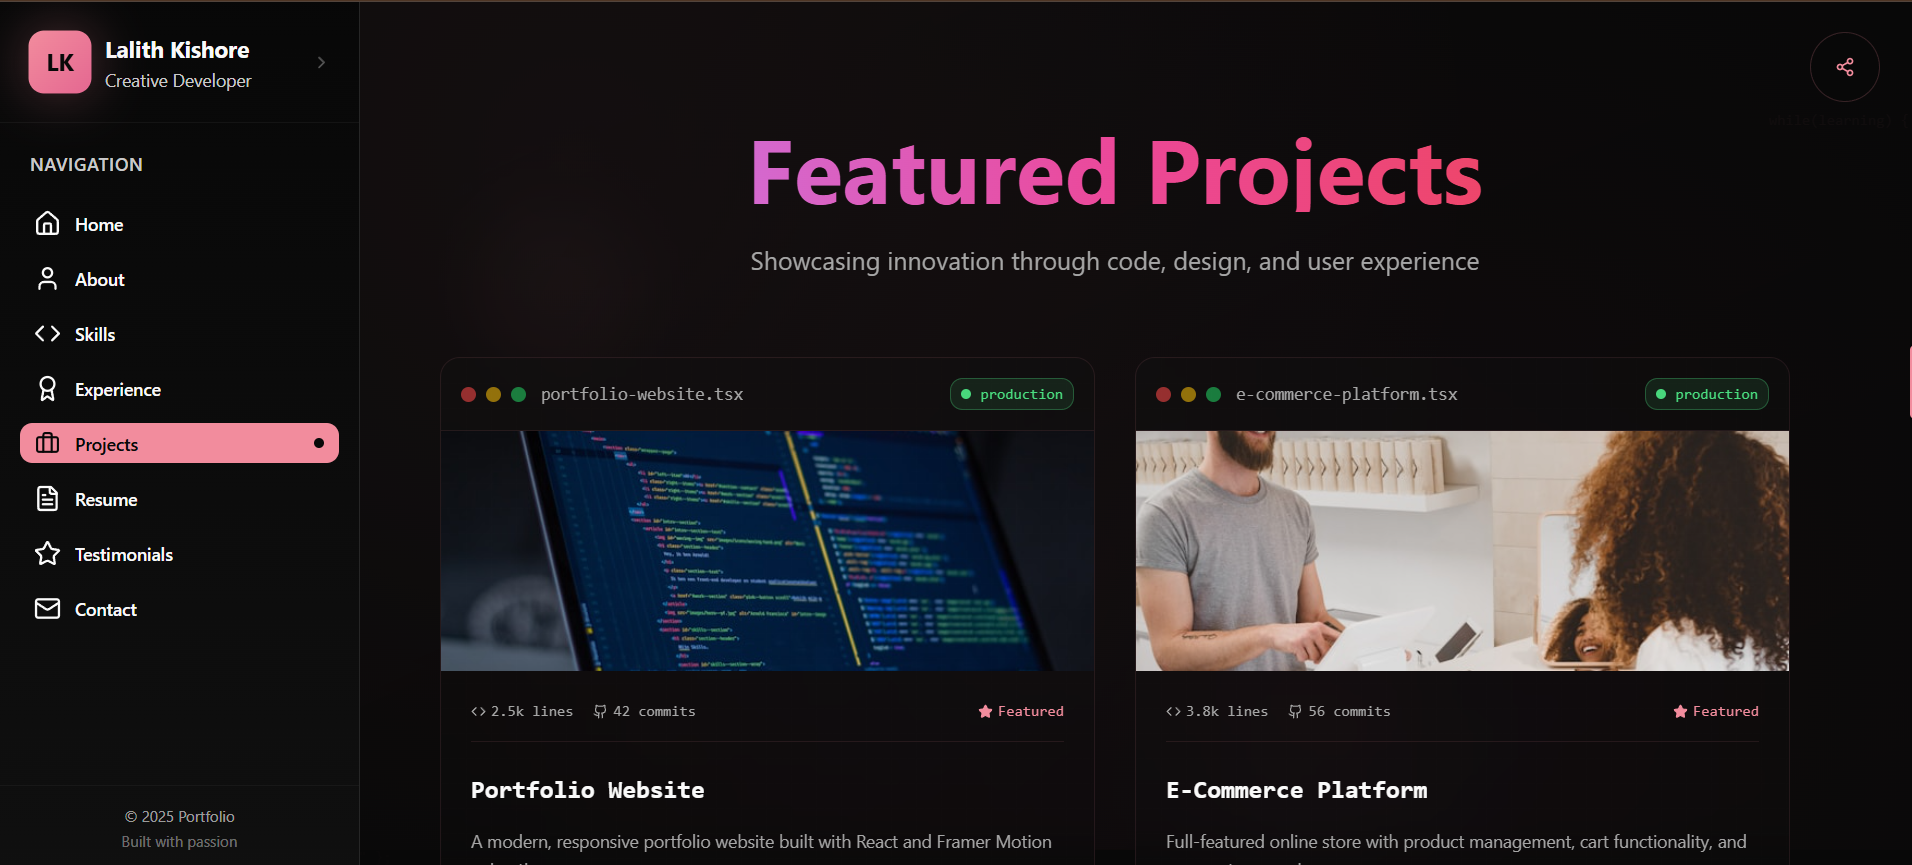 LK
Lalith Kishore
Creative Developer
NAVIGATION
Home
About
Skills
Experience
Projects
Resume
Testimonials
Contact
© 2025 Portfolio
Built with passion
Featured Projects
Showcasing innovation through code, design, and user experience
portfolio-website.tsx
production
2.5k lines
42 commits
Featured
Portfolio Website
A modern, responsive portfolio website built with React and Framer Motion
e-commerce-platform.tsx
production
3.8k lines
56 commits
Featured
E-Commerce Platform
Full-featured online store with product management, cart functionality, and